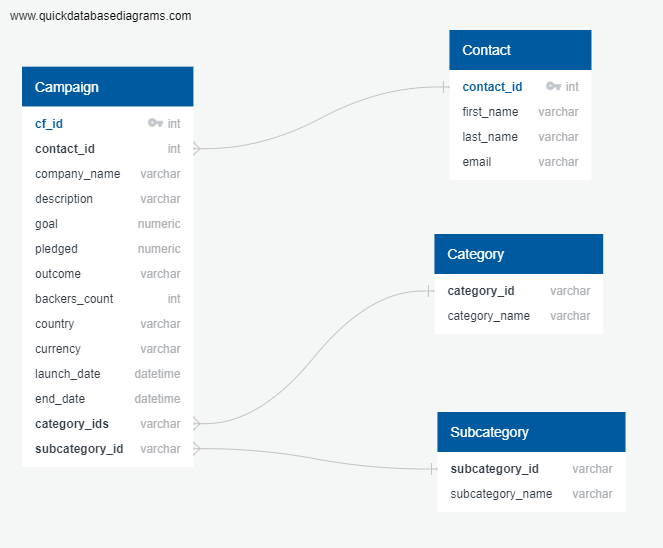 www.quickdatabasediagrams.com
Campaign
cf_id int
contact_id int
company_name varchar
description varchar
goal numeric
pledged numeric
outcome varchar
backers_count int
country varchar
currency varchar
launch_date datetime
end_date datetime
category_ids varchar
subcategory_id varchar
Contact
contact_id int
first_name varchar
last_name varchar
email varchar
Category
category_id varchar
category_name varchar
Subcategory
subcategory_id varchar
subcategory_name varchar